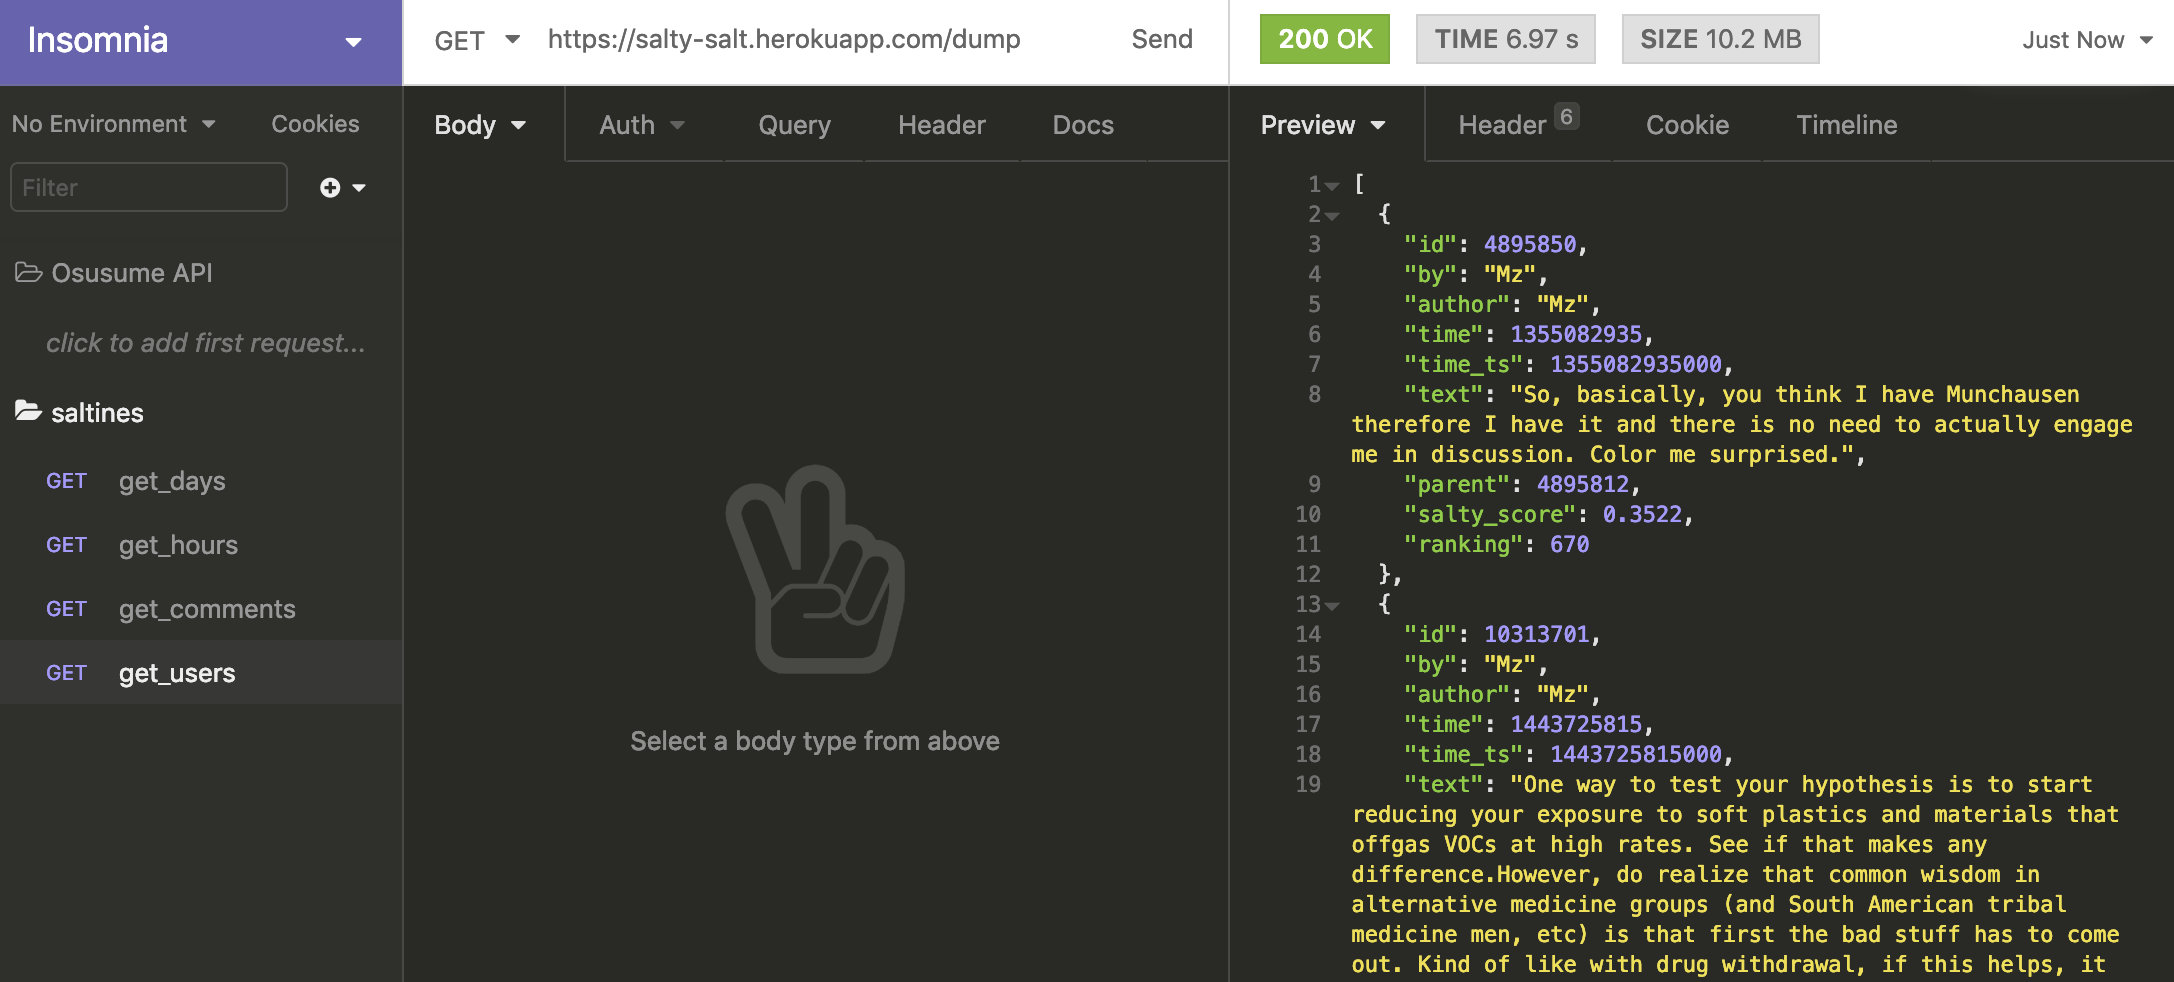 Insomnia
GET https://salty-salt.herokuapp.com/dump Send
200 OK TIME 6.97 s SIZE 10.2 MB Just Now
No Environment Cookies
Filter
Osusume API
click to add first request...
saltines
GET get_days
GET get_hours
GET get_comments
GET get_users
Body Auth Query Header Docs
Select a body type from above
Preview Header 6 Cookie Timeline
1 [
2 {
3 "id": 4895850,
4 "by": "Mz",
5 "author": "Mz",
6 "time": 1355082935,
7 "time_ts": 1355082935000,
8 "text": "So, basically, you think I have Munchausen
therefore I have it and there is no need to actually engage
me in discussion. Color me surprised.",
9 "parent": 4895812,
10 "salty_score": 0.3522,
11 "ranking": 670
12 },
13 {
14 "id": 10313701,
15 "by": "Mz",
16 "author": "Mz",
17 "time": 1443725815,
18 "time_ts": 1443725815000,
19 "text": "One way to test your hypothesis is to start
reducing your exposure to soft plastics and materials that
offgas VOCs at high rates. See if that makes any
difference.However, do realize that common wisdom in
alternative medicine groups (and South American tribal
medicine men, etc) is that first the bad stuff has to come
out. Kind of like with drug withdrawal, if this helps, it